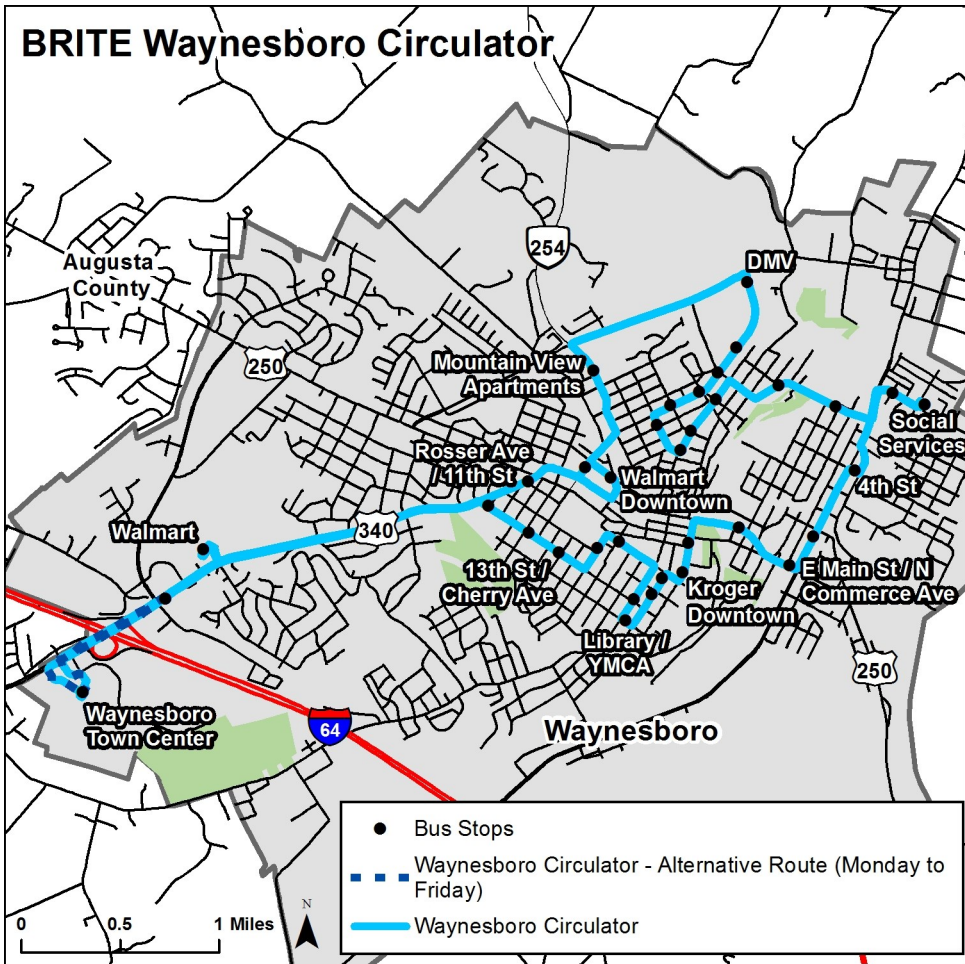 BRITE Waynesboro Circulator
Augusta
County
254
DMV
250
Mountain View
Apartments
Rosser Ave
/ 11th St
Social
Services
Walmart
Downtown
4th St
Walmart
340
13th St /
Cherry Ave
Kroger
Downtown
E Main St / N
Commerce Ave
Library /
YMCA
250
Waynesboro
Town Center
64
Waynesboro
Bus Stops
Waynesboro Circulator - Alternative Route (Monday to
Friday)
Waynesboro Circulator
N
0 0.5 1 Miles